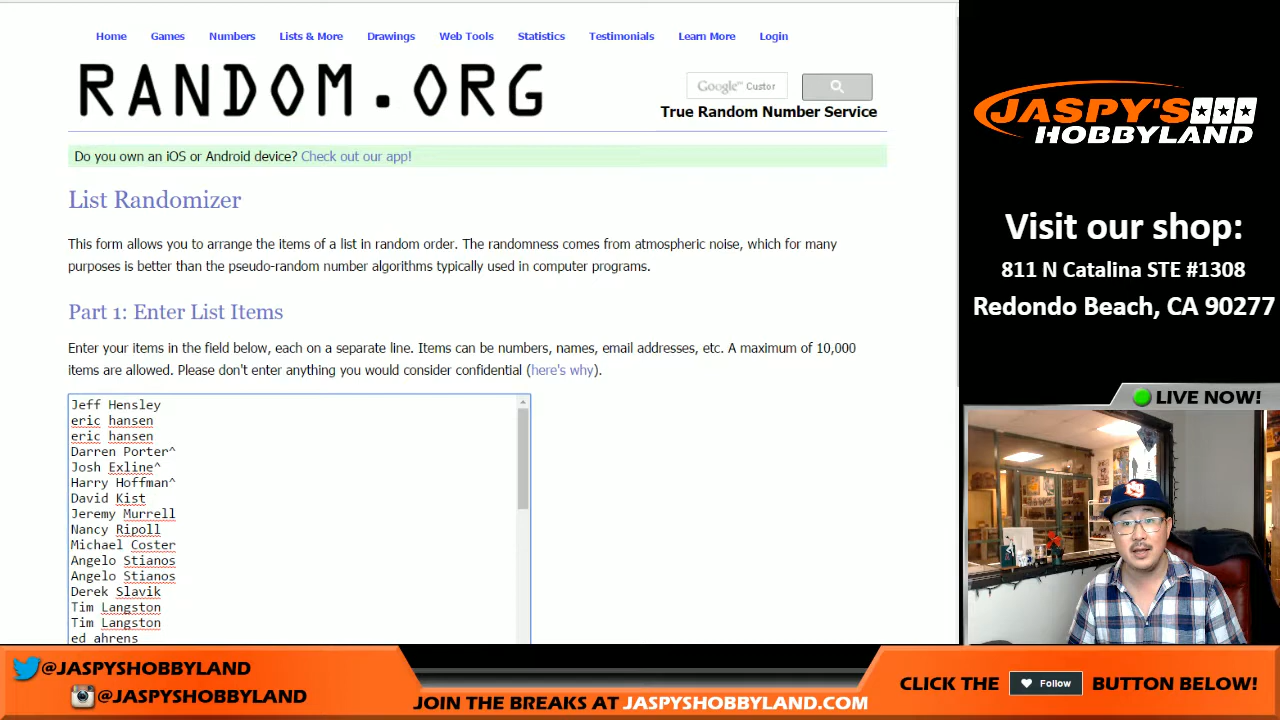 Home Games Numbers Lists & More Drawings Web Tools Statistics Testimonials Learn More Login
RANDOM.ORG
Google™ Custor
True Random Number Service
Do you own an iOS or Android device? Check out our app!
List Randomizer
This form allows you to arrange the items of a list in random order. The randomness comes from atmospheric noise, which for many
purposes is better than the pseudo-random number algorithms typically used in computer programs.
Part 1: Enter List Items
Enter your items in the field below, each on a separate line. Items can be numbers, names, email addresses, etc. A maximum of 10,000
items are allowed. Please don't enter anything you would consider confidential (here's why).
Jeff Hensley
eric hansen
eric hansen
Darren Porter^
Josh Exline^
Harry Hoffman^
David Kist
Jeremy Murrell
Nancy Ripoll
Michael Coster
Angelo Stianos
Angelo Stianos
Derek Slavik
Tim Langston
Tim Langston
ed ahrens
JASPY'S
HOBBYLAND
Visit our shop:
811 N Catalina STE #1308
Redondo Beach, CA 90277
LIVE NOW!
@JASPYSHOBBYLAND
@JASPYSHOBBYLAND
JOIN THE BREAKS AT JASPYSHOBBYLAND.COM
CLICK THE Follow BUTTON BELOW!